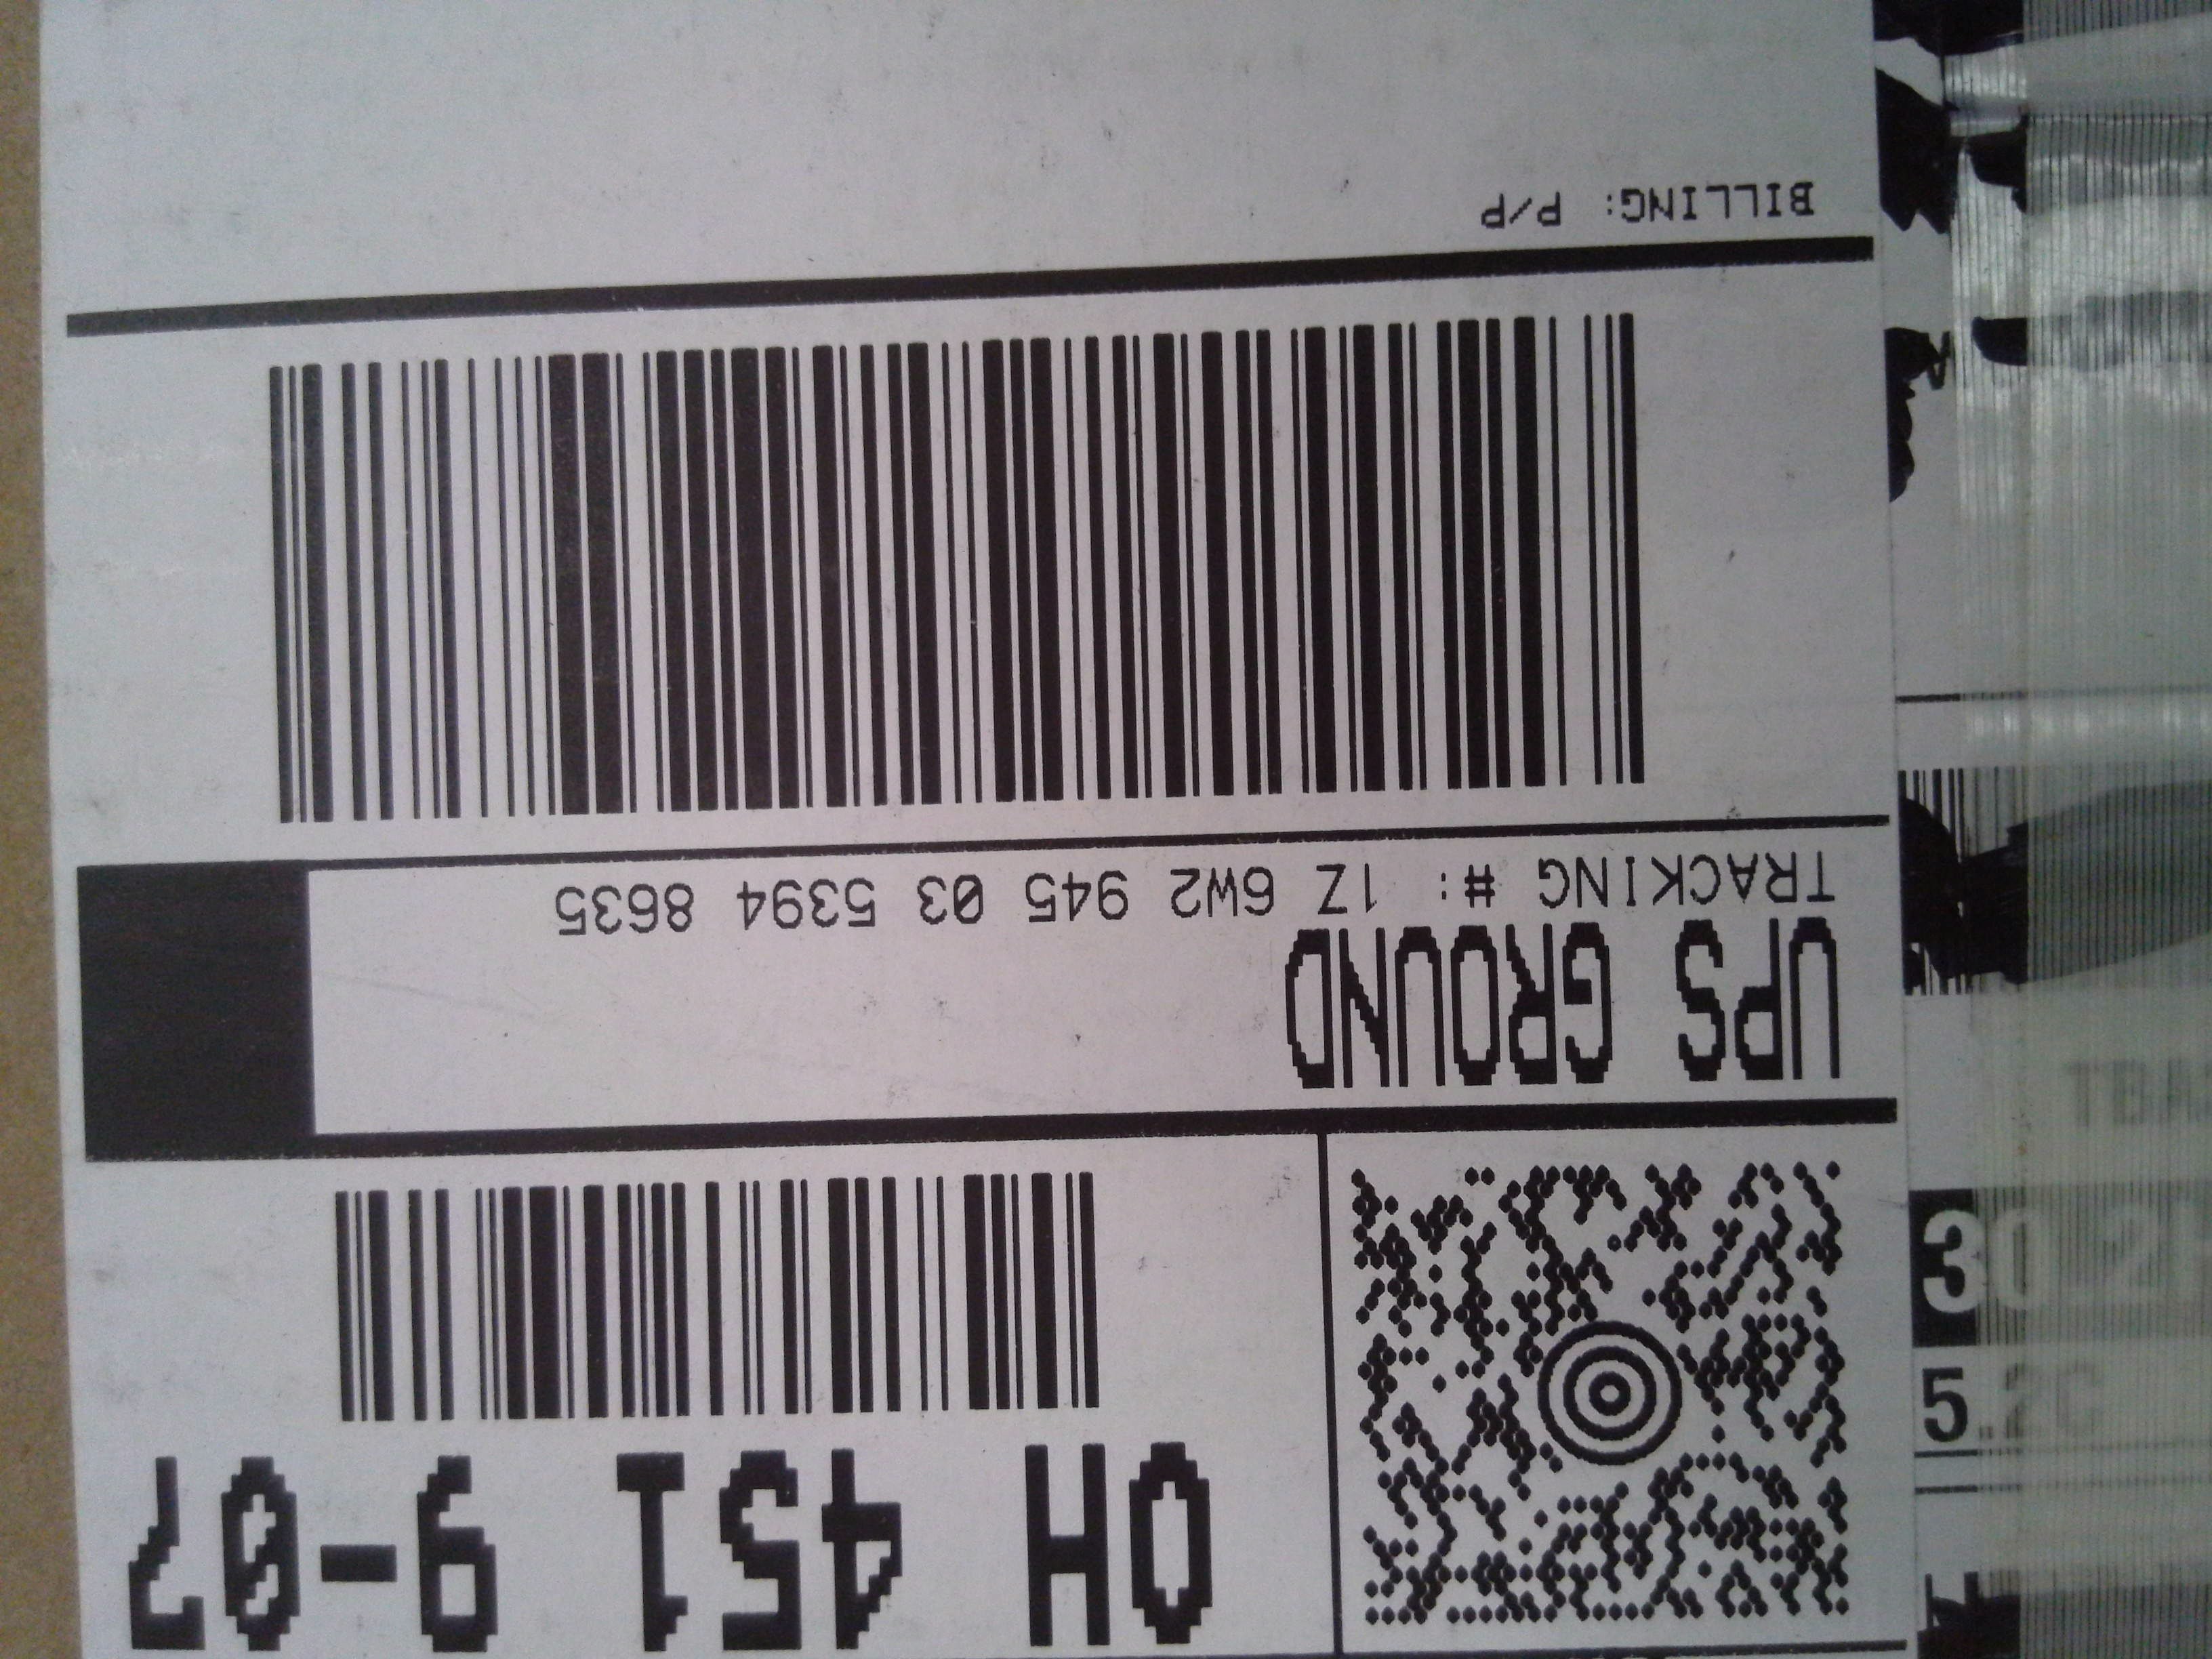 OH 451 9-07
UPS GROUND
TRACKING #: 1Z 6W2 945 03 5394 8635
BILLING: P/P